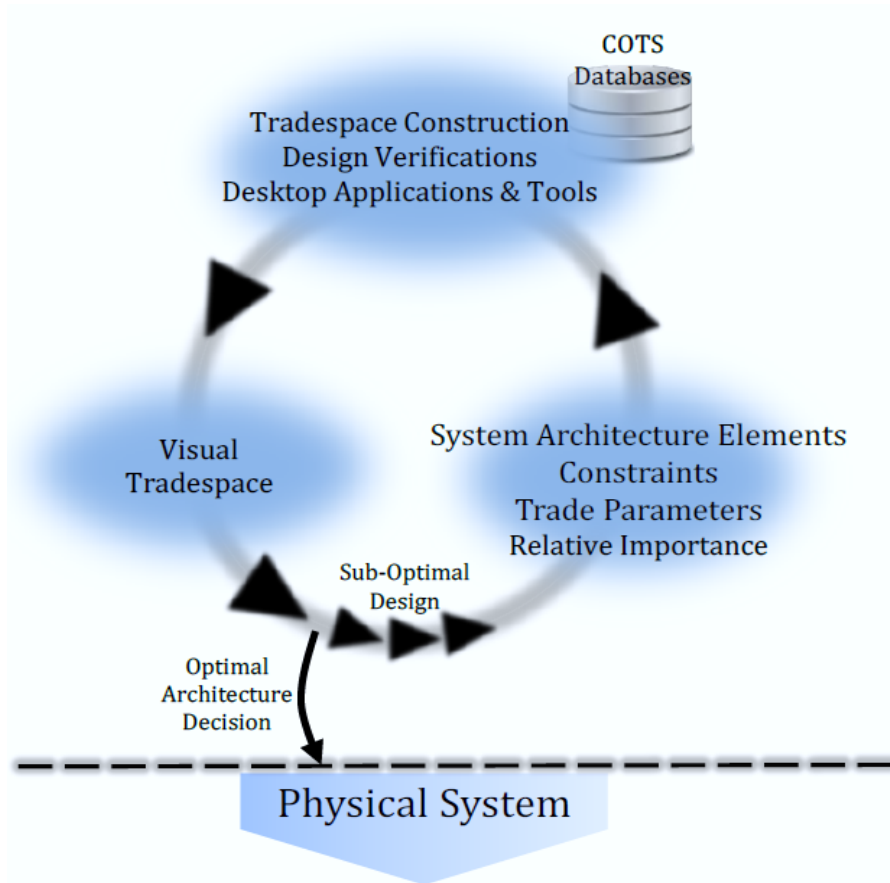 COTS
Databases
Tradespace Construction
Design Verifications
Desktop Applications & Tools
Visual
Tradespace
System Architecture Elements
Constraints
Trade Parameters
Relative Importance
Sub-Optimal
Design
Optimal
Architecture
Decision
Physical System